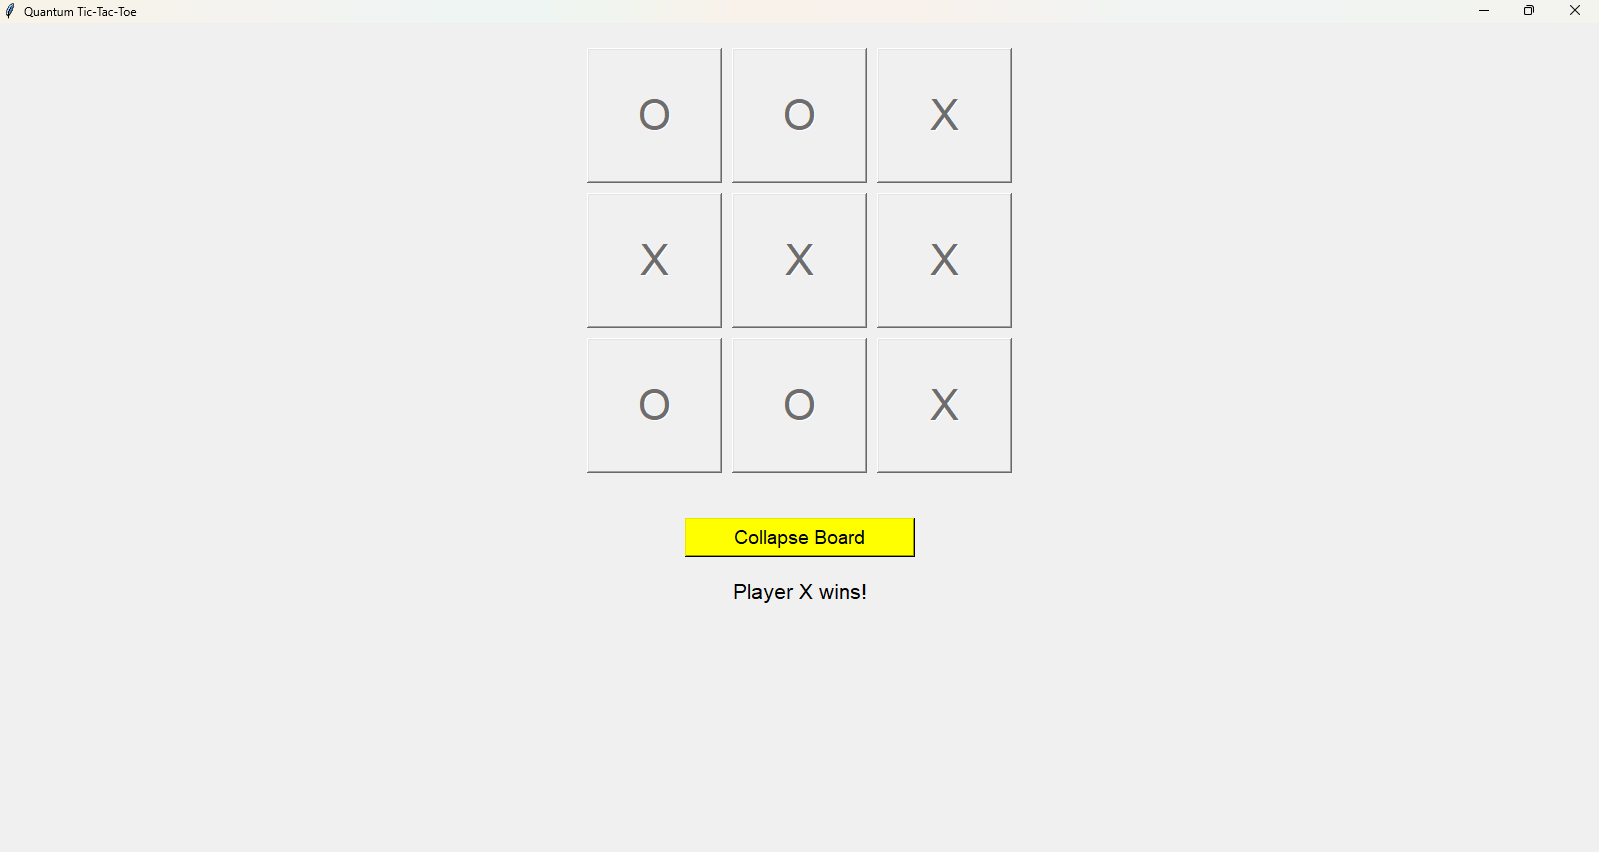 Quantum Tic-Tac-Toe
O O X
X X X
O O X
Collapse Board
Player X wins!